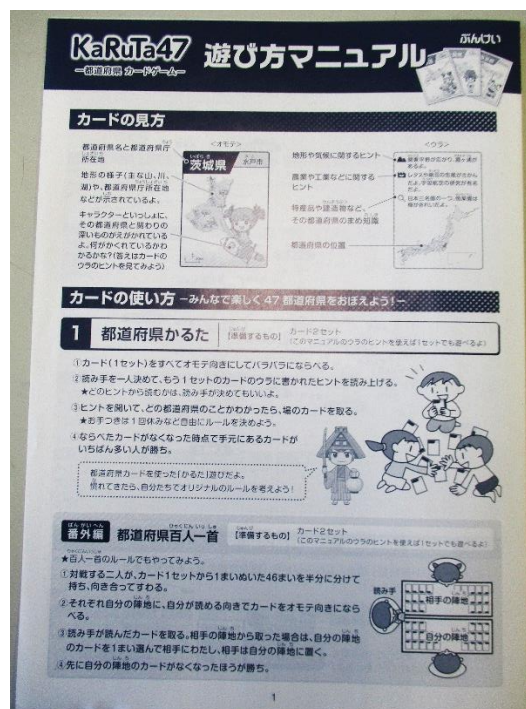 KaRuTa47
ー都道府県 カードゲームー
遊び方マニュアル
ぶんけい
カードの見方
都道府県名と都道府県庁
所在地
地形の様子(主な山、川、
湖)や、都道府県庁所在地
などが示されているよ。
キャラクターといっしょに、
その都道府県と関わりの
深いものがえがかれている
よ。何がかくれているかわ
かるかな?(答えはカードの
ウラのヒントを見てみよう)
<オモテ>
茨城県
水戸市
地形や気候に関するヒント
農業や工業などに関する
ヒント
特産品や建造物など、
その都道府県のまめ知識
都道府県の位置
<ウラ>
カードの使い方 ーみんなで楽しく47都道府県をおぼえよう!ー
1 都道府県かるた
【準備するもの】 カード2セット
(このマニュアルのウラのヒントを使えば1セットでも遊べるよ)
①カード(1セット)をすべてオモテ向きにしてバラバラにならべる。
②読み手を一人決めて、もう1セットのカードのウラに書かれたヒントを読み上げる。
★どのヒントから読むかは、読み手が決めてもいいよ。
③ヒントを聞いて、どの都道府県のことかわかったら、場のカードを取る。
★お手つきは1回休みなど自由にルールを決めよう。
④ならべたカードがなくなった時点で手元にあるカードが
いちばん多い人が勝ち。
都道府県カードを使った「かるた」遊びだよ。
慣れてきたら、自分たちでオリジナルのルールを考えよう!
番外編 都道府県百人一首
【準備するもの】 カード2セット
(このマニュアルのウラのヒントを使えば1セットでも遊べるよ)
★百人一首のルールでもやってみよう。
①対戦する二人が、カード1セットから1まいぬいた46まいを半分に分けて
持ち、向き合ってすわる。
②それぞれ自分の陣地に、自分が読める向きでカードをオモテ向きになら
べる。
③読み手が読んだカードを取る。相手の陣地から取った場合は、自分の陣地
のカードを1まい選んで相手にわたし、相手は自分の陣地に置く。
④先に自分の陣地のカードがなくなったほうが勝ち。
読み手
相手の陣地
自分の陣地
1